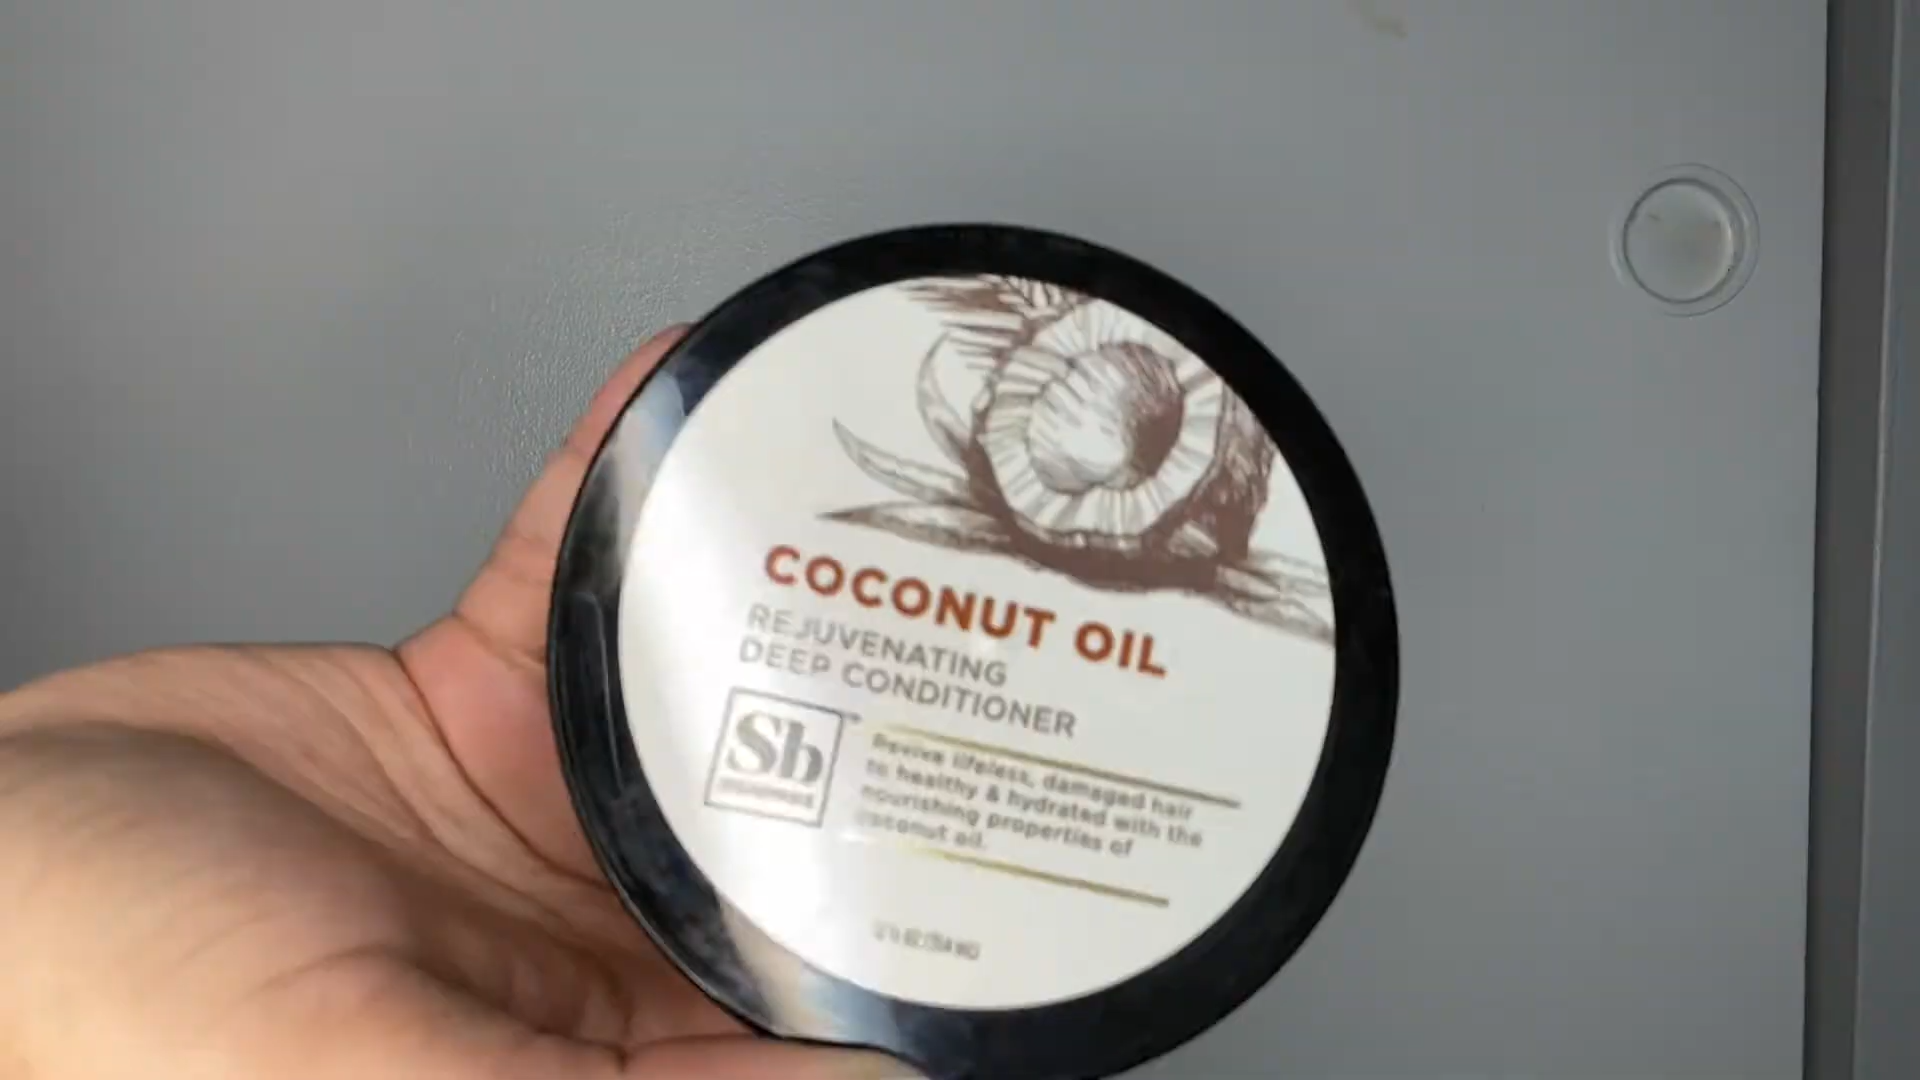 COCONUT OIL
REJUVENATING
DEEP CONDITIONER
Sb™
Revive lifeless, damaged hair
to healthy & hydrated with the
nourishing properties of
coconut oil.